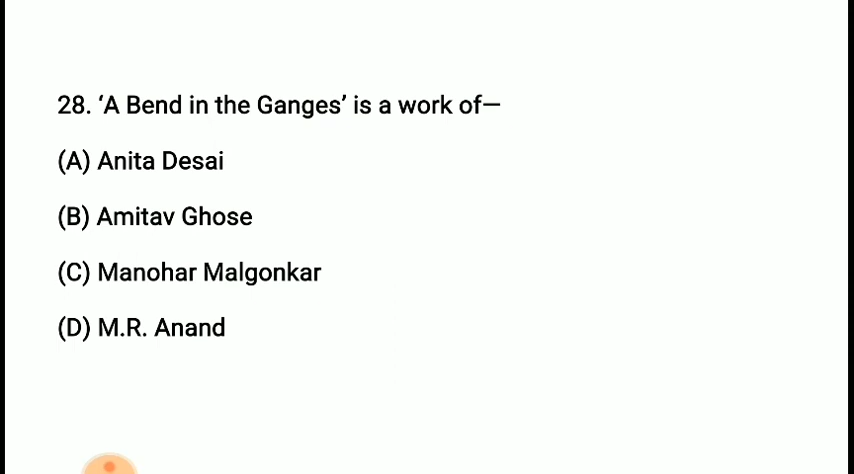 28. ‘A Bend in the Ganges’ is a work of—
(A) Anita Desai
(B) Amitav Ghose
(C) Manohar Malgonkar
(D) M.R. Anand